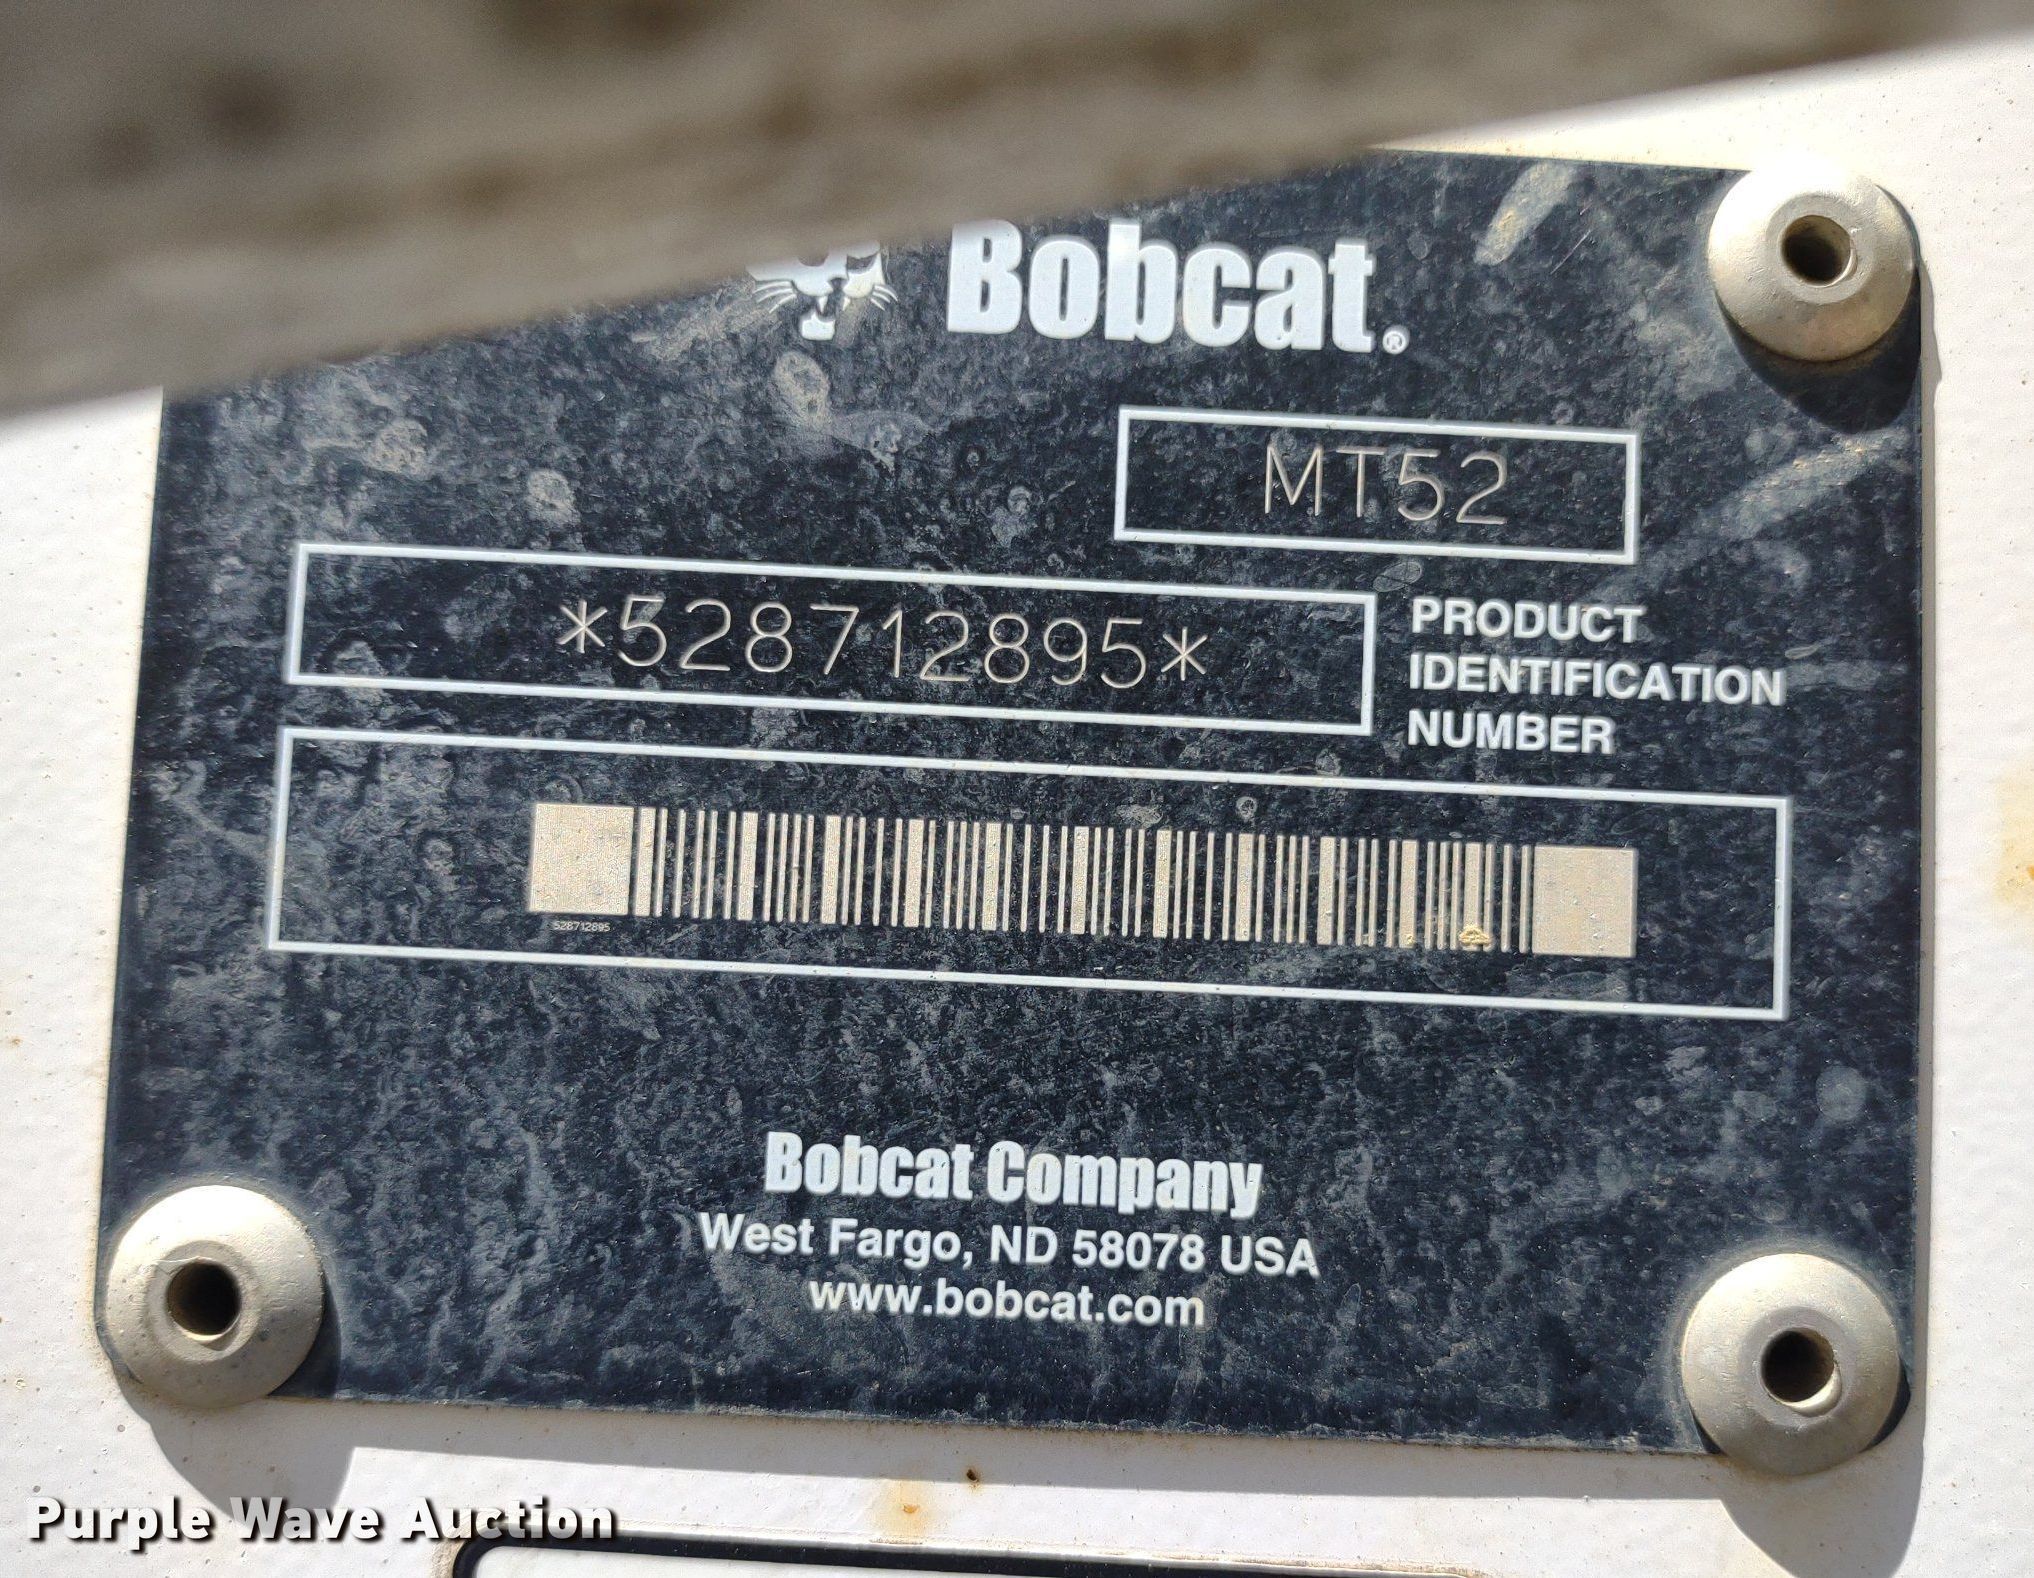 Bobcat®
MT52
*528712895*
PRODUCT
IDENTIFICATION
NUMBER
528712895
Bobcat Company
West Fargo, ND 58078 USA
www.bobcat.com
Purple Wave Auction